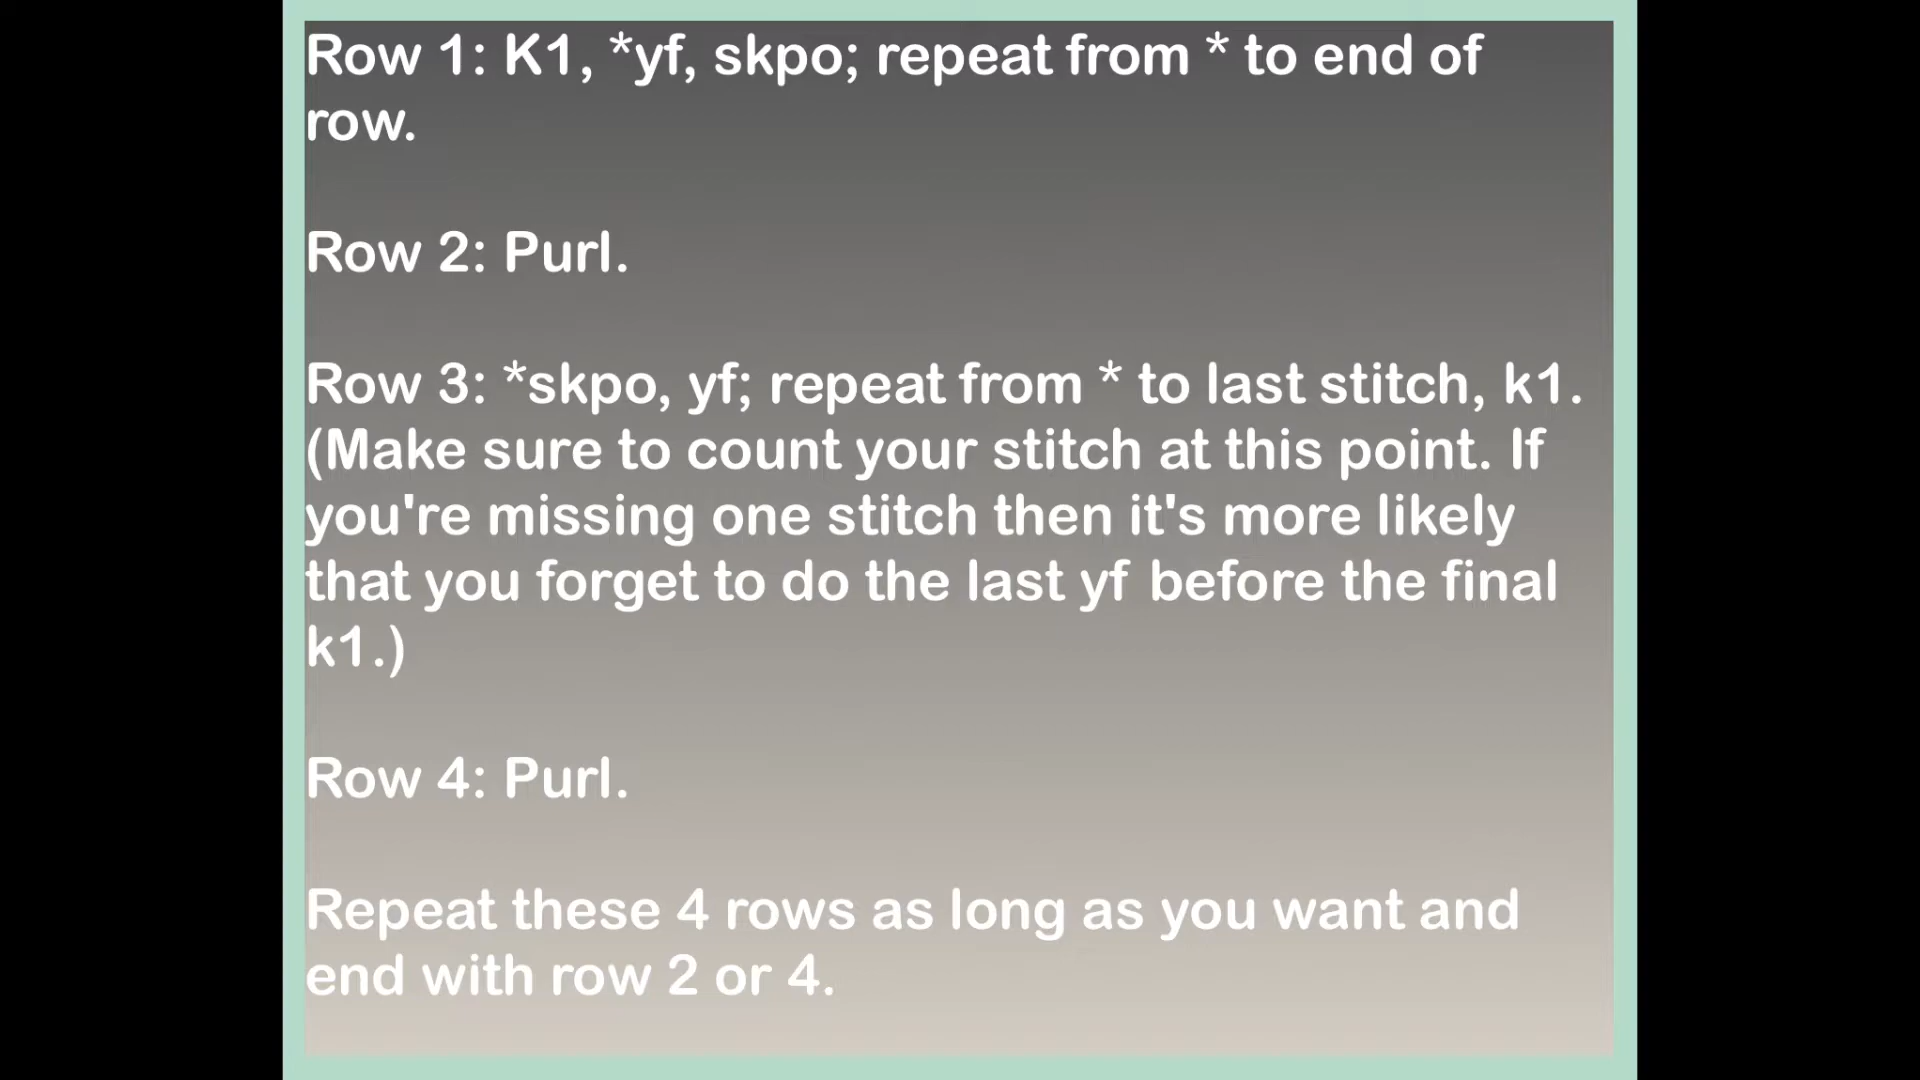 Row 1: K1, *yf, skpo; repeat from * to end of
row.
Row 2: Purl.
Row 3: *skpo, yf; repeat from * to last stitch, k1.
(Make sure to count your stitch at this point. If
you're missing one stitch then it's more likely
that you forget to do the last yf before the final
k1.)
Row 4: Purl.
Repeat these 4 rows as long as you want and
end with row 2 or 4.